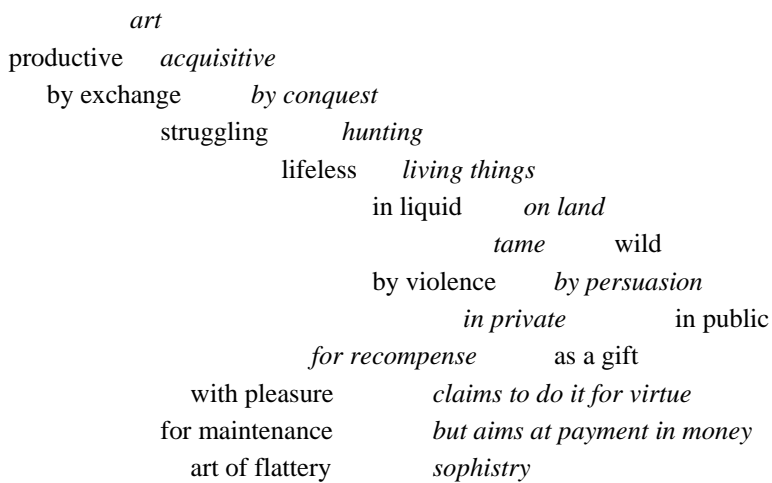 art
productive acquisitive
by exchange by conquest
struggling hunting
lifeless living things
in liquid on land
tame wild
by violence by persuasion
in private in public
for recompense as a gift
with pleasure claims to do it for virtue
for maintenance but aims at payment in money
art of flattery sophistry